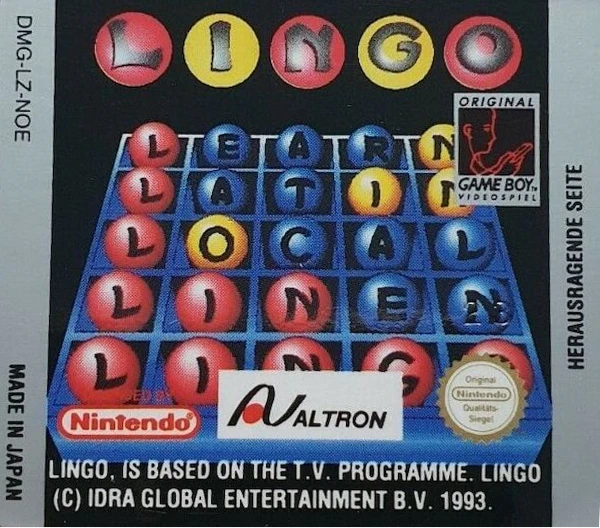 LINGO
DMG-LZ-NOE
ORIGINAL
GAME BOY™
VIDEOSPIEL
LEARN
LATIN
LOCAL
LINEN
LINGO
HERAUSRAGENDE SEITE
MADE IN JAPAN
Nintendo®
ALTRON
Original
Nintendo
Qualitäts-
Siegel
LINGO, IS BASED ON THE T.V. PROGRAMME. LINGO
(C) IDRA GLOBAL ENTERTAINMENT B.V. 1993.